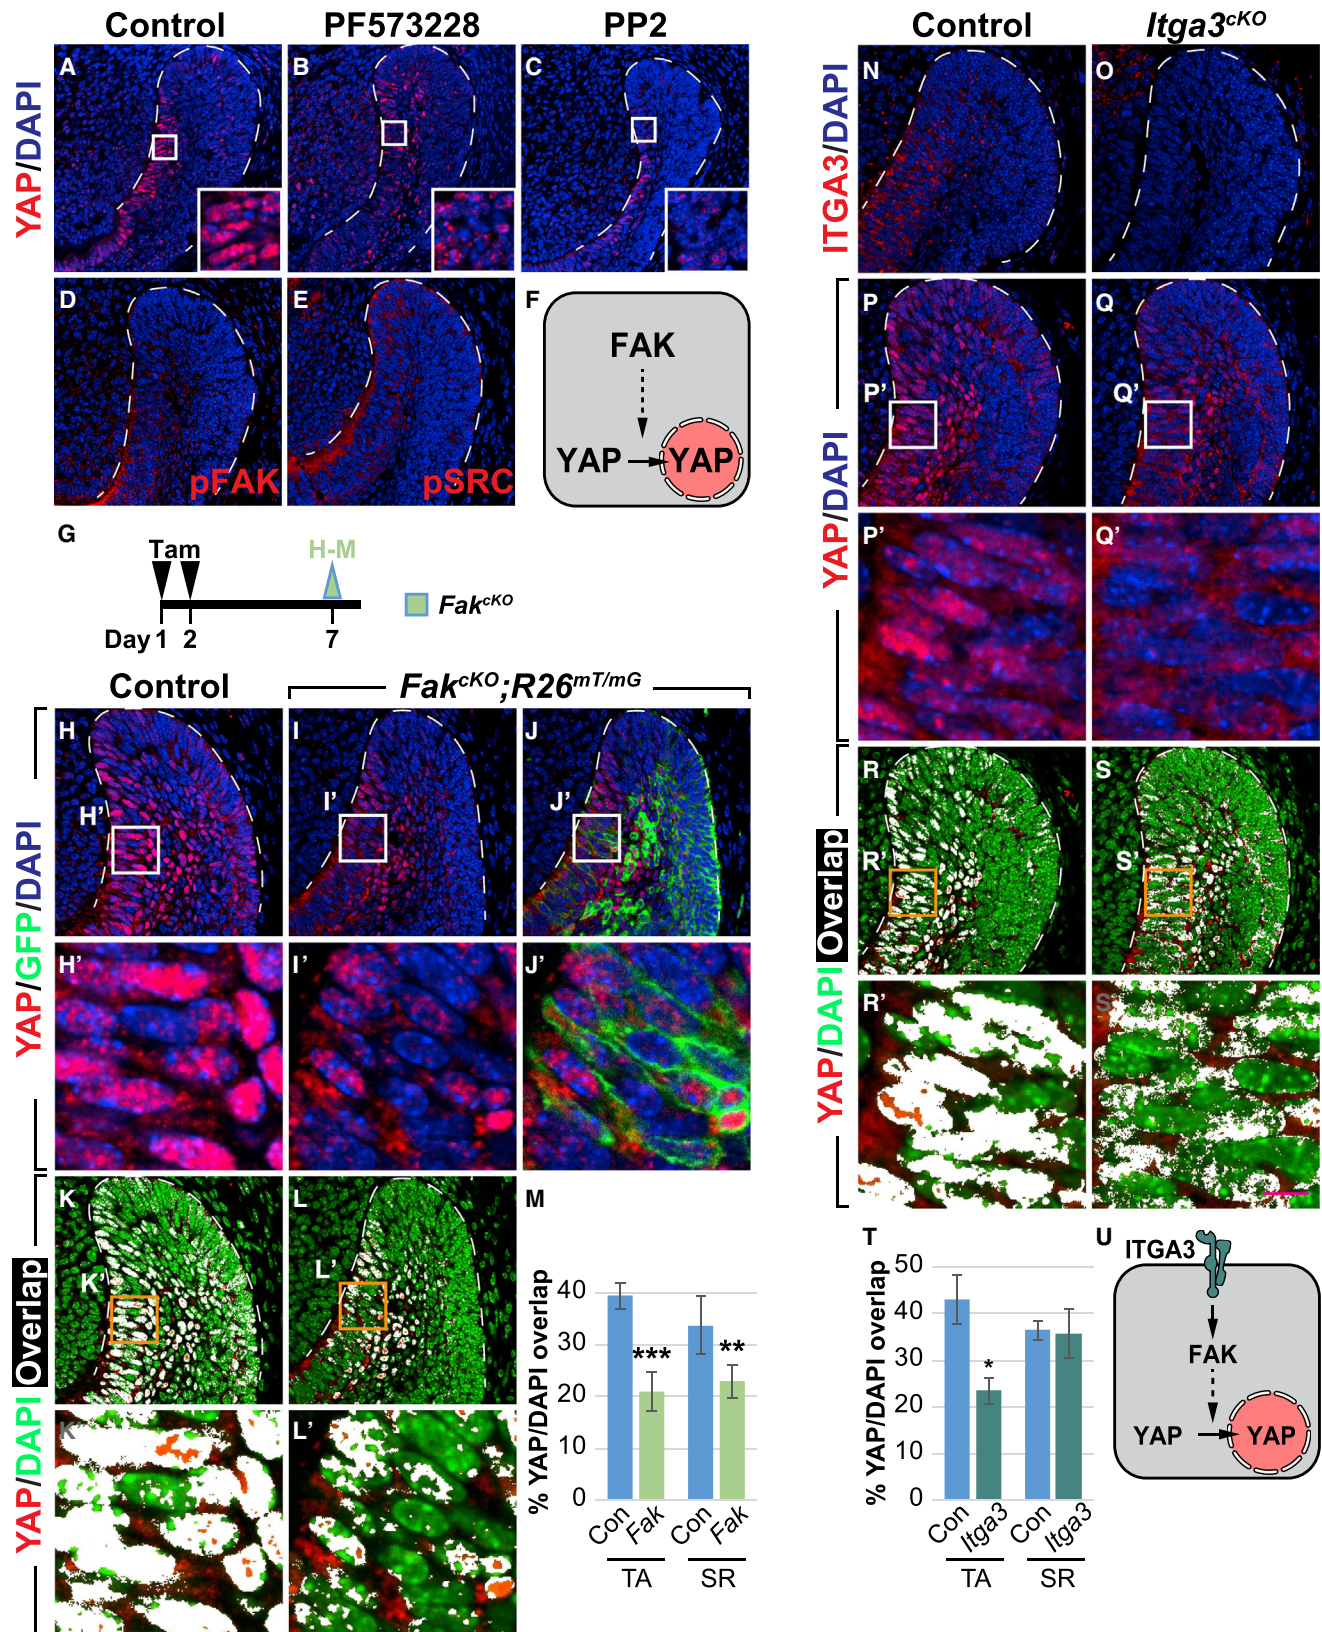 Control PF573228 PP2
YAP/DAPI
A B C
D E F
pFAK pSRC
FAK
YAP YAP
G
Tam H-M
Fak^cKO
Day 1 2 7
Control Fak^cKO;R26^mT/mG
YAP/GFP/DAPI
H I J
H' I' J'
H' I' J'
YAP/DAPI Overlap
K L
K' L'
K' L'
M
% YAP/DAPI overlap
40
30
20
10
0
*** **
Con Fak Con Fak
TA SR
Control Itga3^cKO
ITGA3/DAPI
N O
YAP/DAPI
P Q
P' Q'
P' Q'
YAP/DAPI Overlap
R S
R' S'
R' S'
T
% YAP/DAPI overlap
50
40
30
20
10
0
*
Con Itga3 Con Itga3
TA SR
U
ITGA3
FAK
YAP YAP